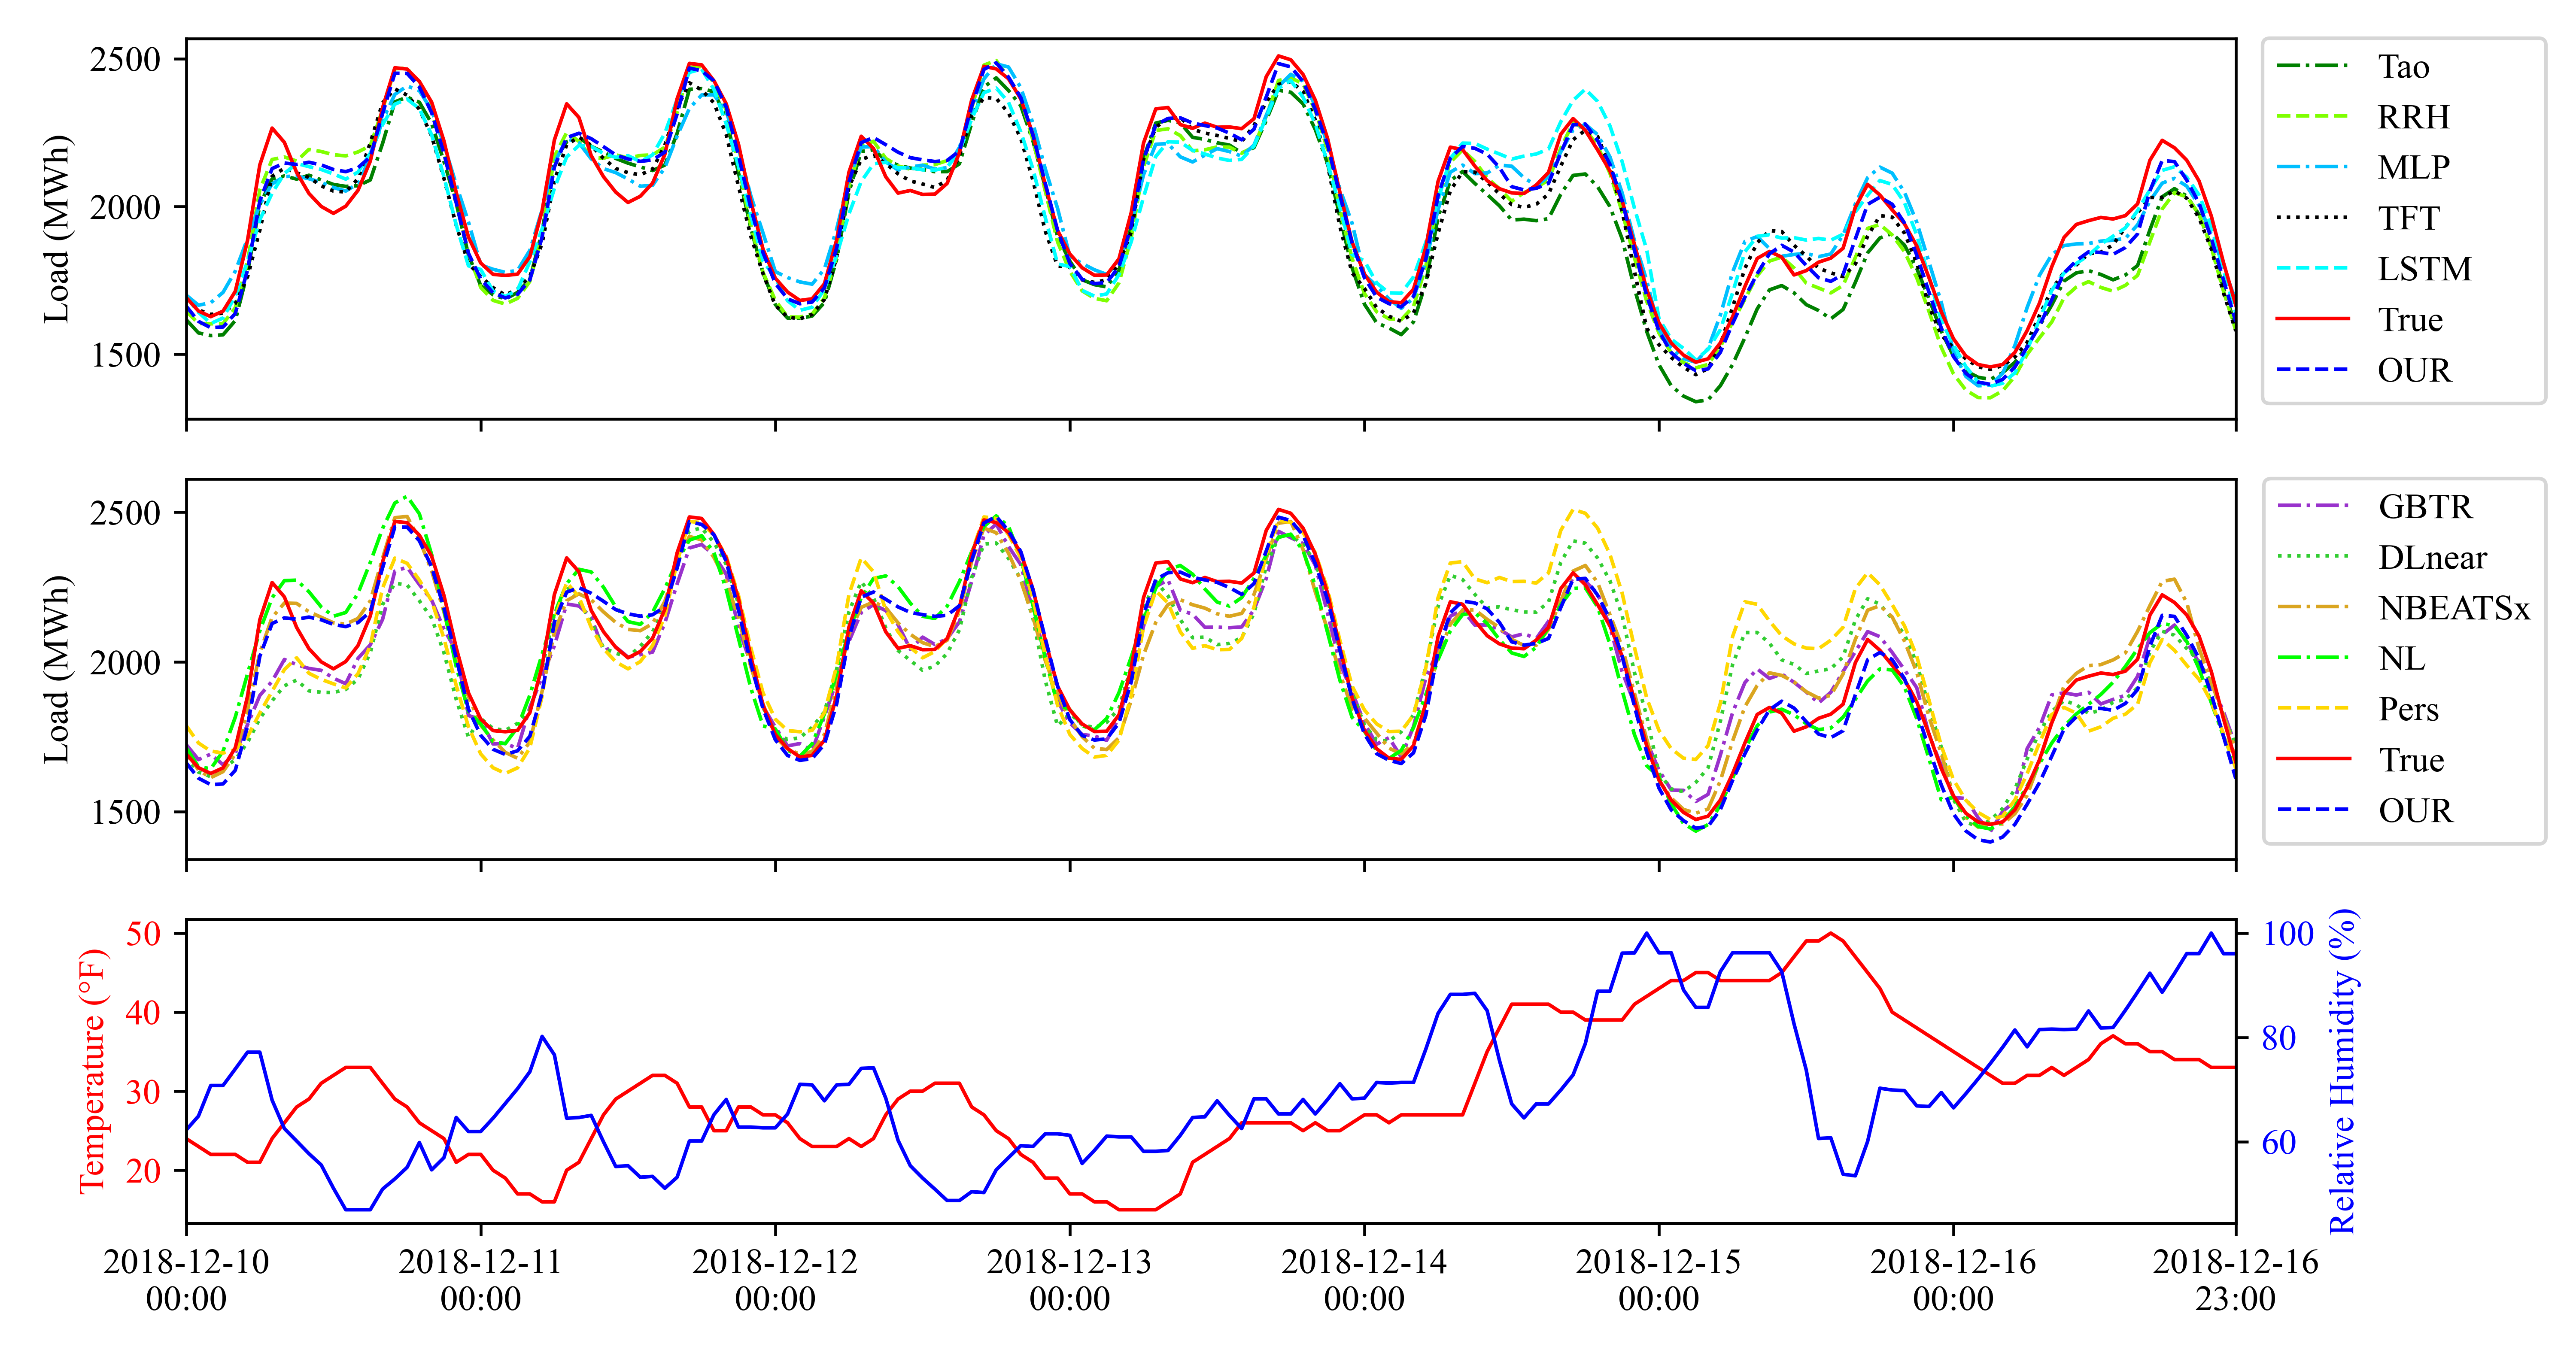 Load (MWh)
2500
2000
1500
Tao
RRH
MLP
TFT
LSTM
True
OUR
Load (MWh)
2500
2000
1500
GBTR
DLnear
NBEATSx
NL
Pers
True
OUR
Temperature (°F)
50
40
30
20
100
80
60
Relative Humidity (%)
2018-12-10
00:00
2018-12-11
00:00
2018-12-12
00:00
2018-12-13
00:00
2018-12-14
00:00
2018-12-15
00:00
2018-12-16
00:00
2018-12-16
23:00